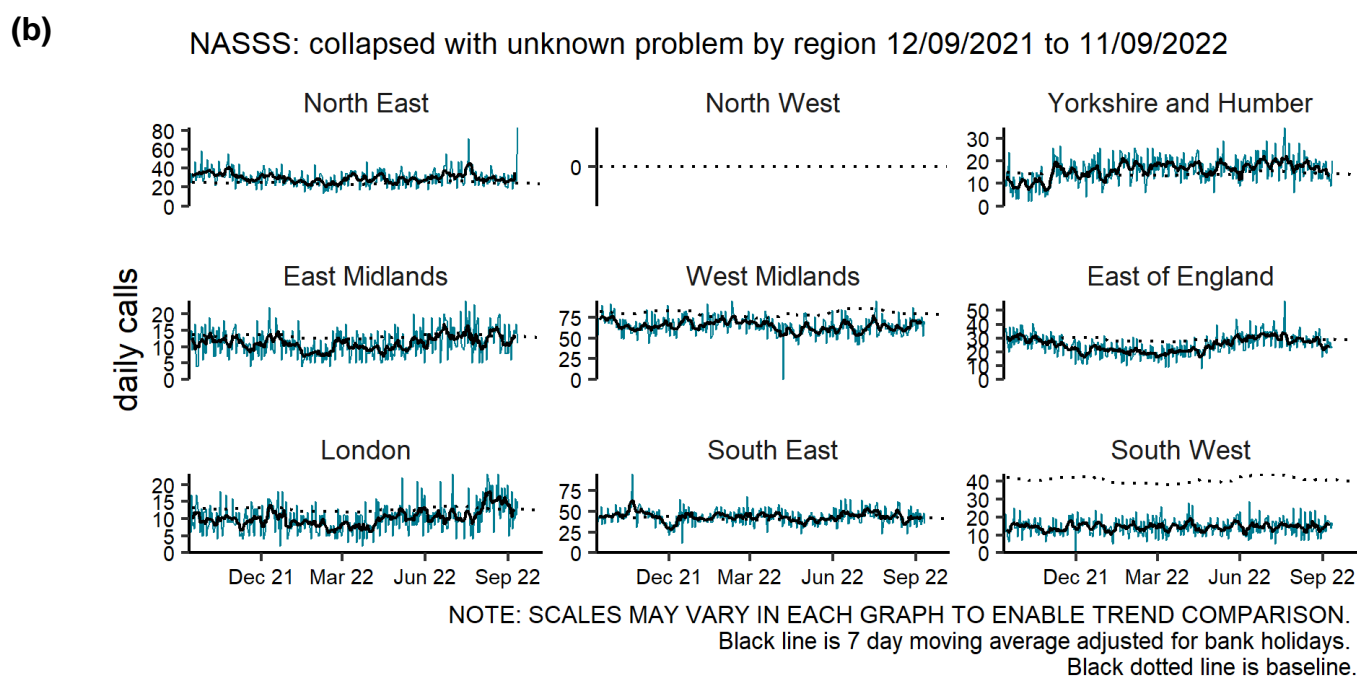 (b)
NASSS: collapsed with unknown problem by region 12/09/2021 to 11/09/2022
North East
North West
Yorkshire and Humber
80
60
40
20
0
0
30
20
10
0
daily calls
East Midlands
West Midlands
East of England
20
15
10
5
0
75
50
25
0
50
40
30
20
10
0
London
South East
South West
20
15
10
5
0
75
50
25
0
40
30
20
10
0
Dec 21 Mar 22 Jun 22 Sep 22
Dec 21 Mar 22 Jun 22 Sep 22
Dec 21 Mar 22 Jun 22 Sep 22
NOTE: SCALES MAY VARY IN EACH GRAPH TO ENABLE TREND COMPARISON.
Black line is 7 day moving average adjusted for bank holidays.
Black dotted line is baseline.